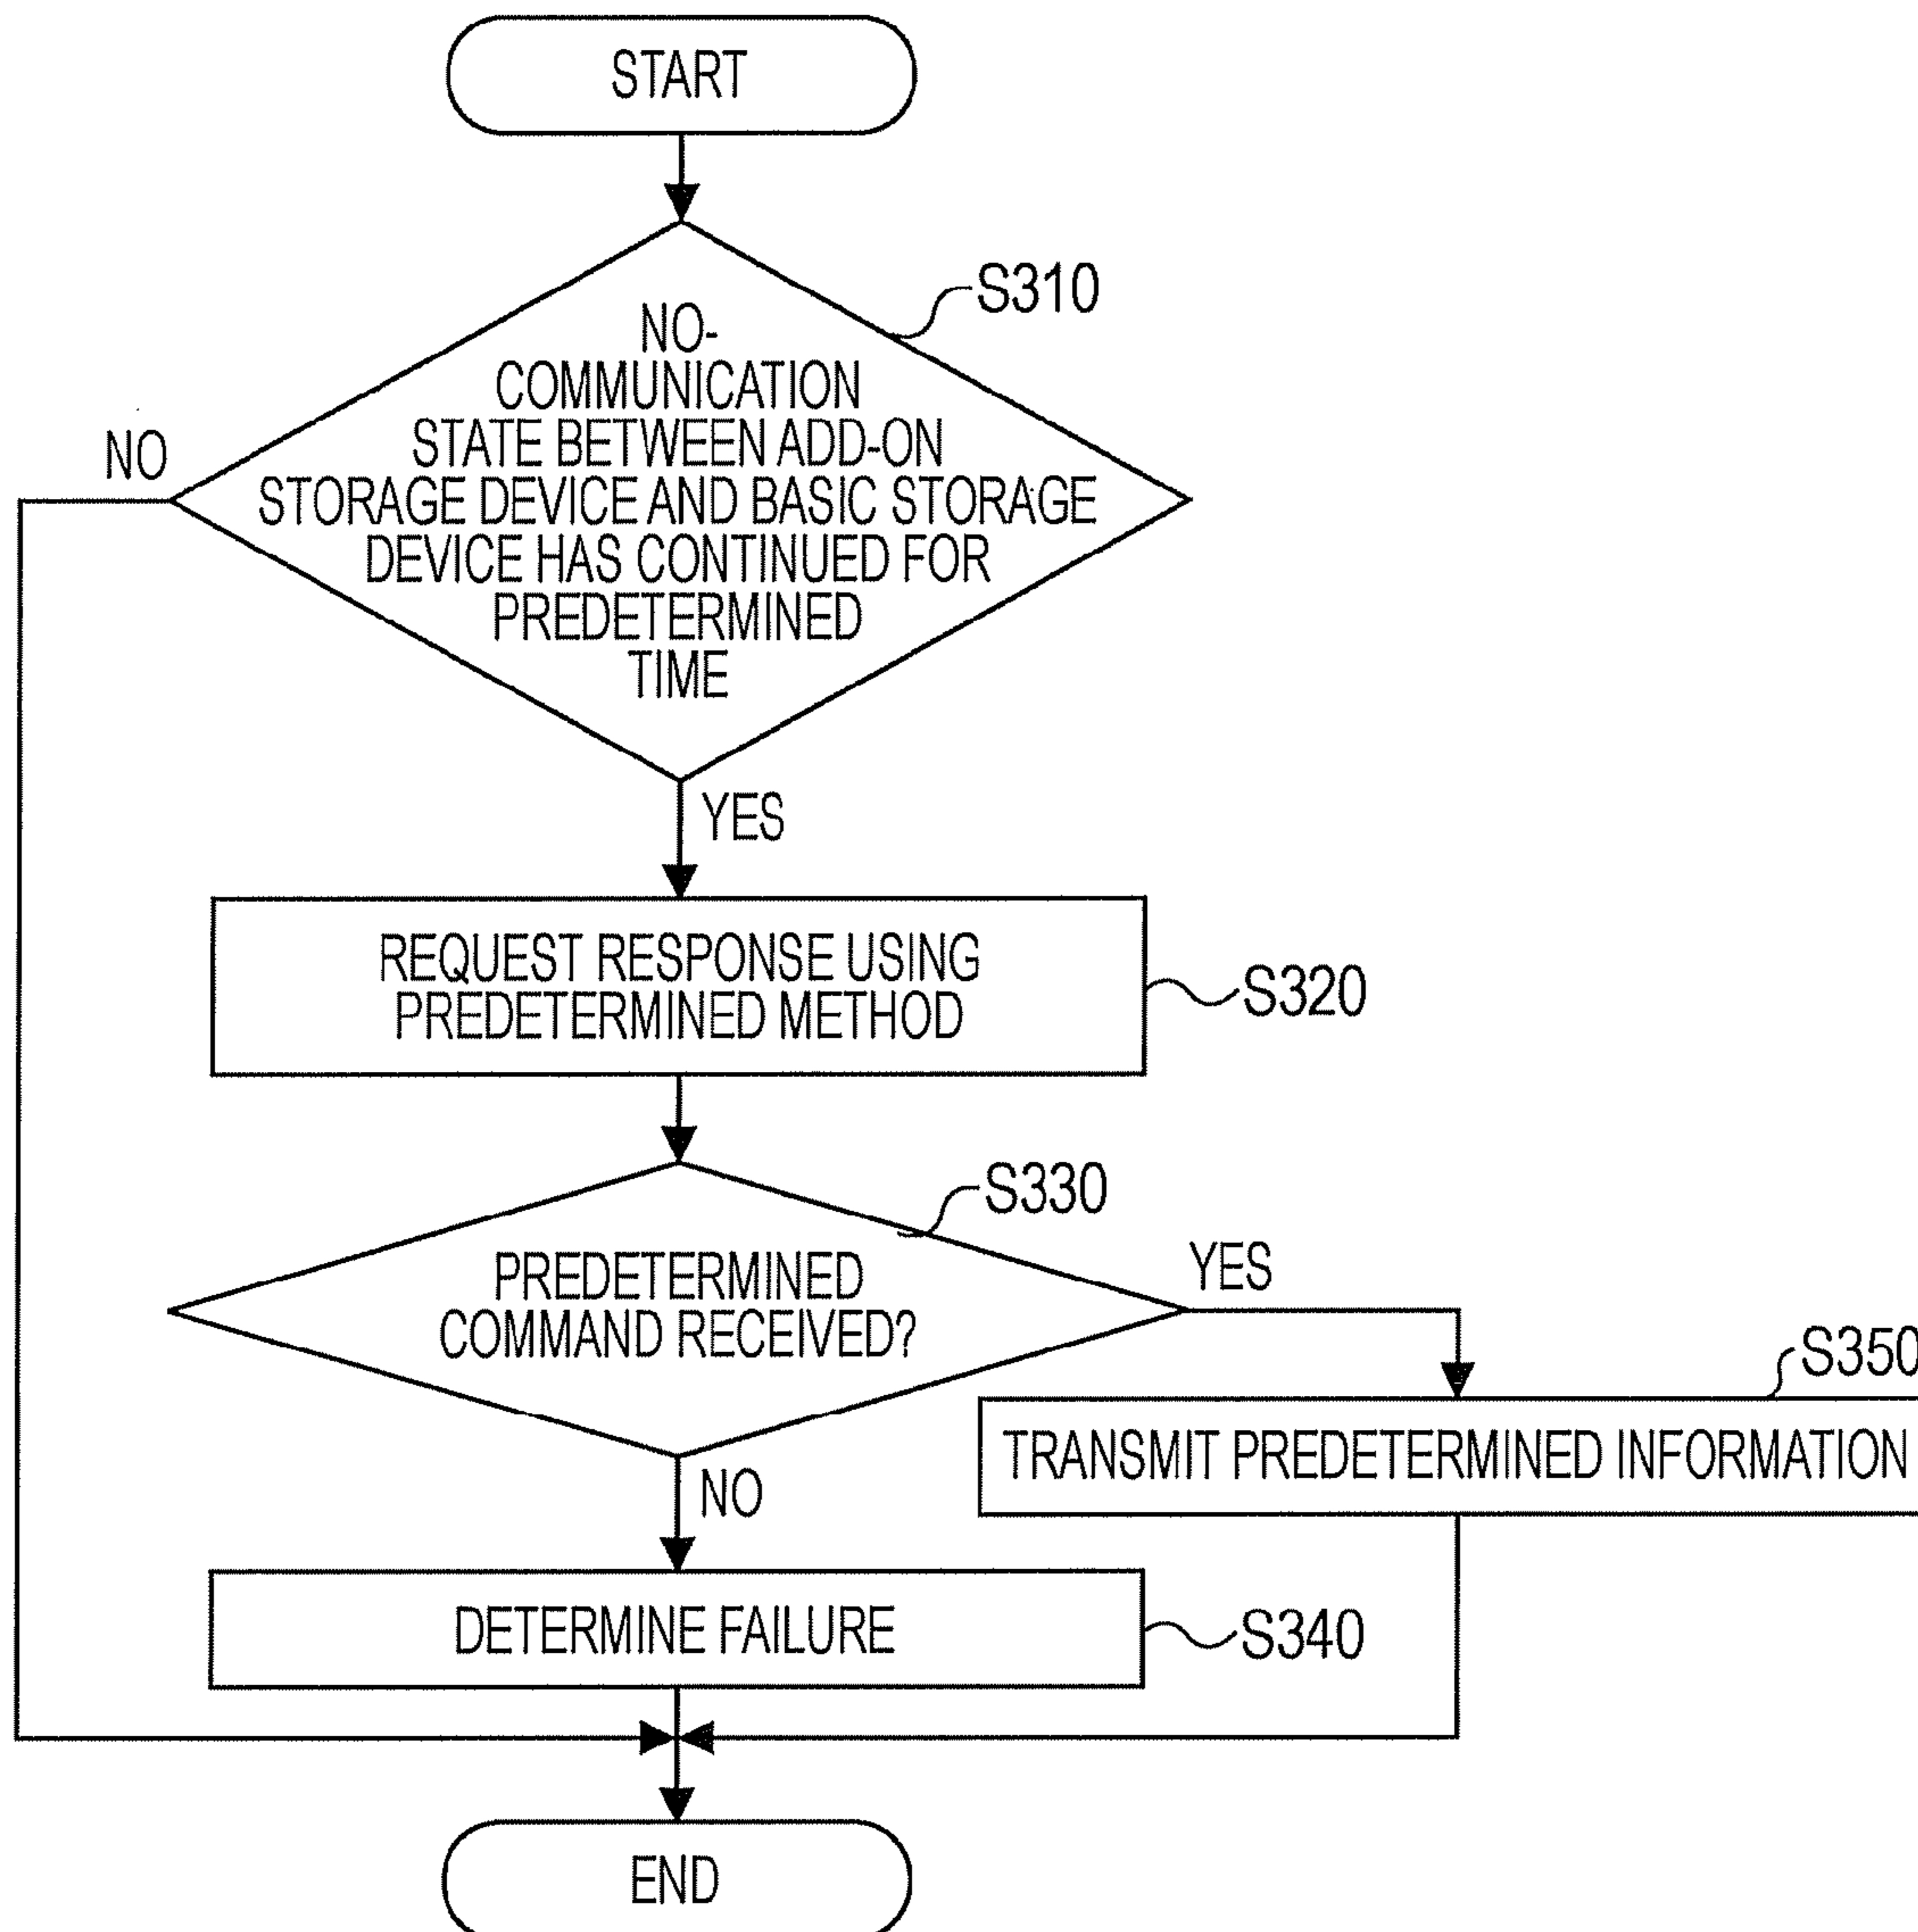 START
S310
NO-
COMMUNICATION
STATE BETWEEN ADD-ON
STORAGE DEVICE AND BASIC STORAGE
DEVICE HAS CONTINUED FOR
PREDETERMINED
TIME
NO
YES
REQUEST RESPONSE USING
PREDETERMINED METHOD
S320
S330
PREDETERMINED
COMMAND RECEIVED?
YES
S350
TRANSMIT PREDETERMINED INFORMATION
NO
DETERMINE FAILURE
S340
END